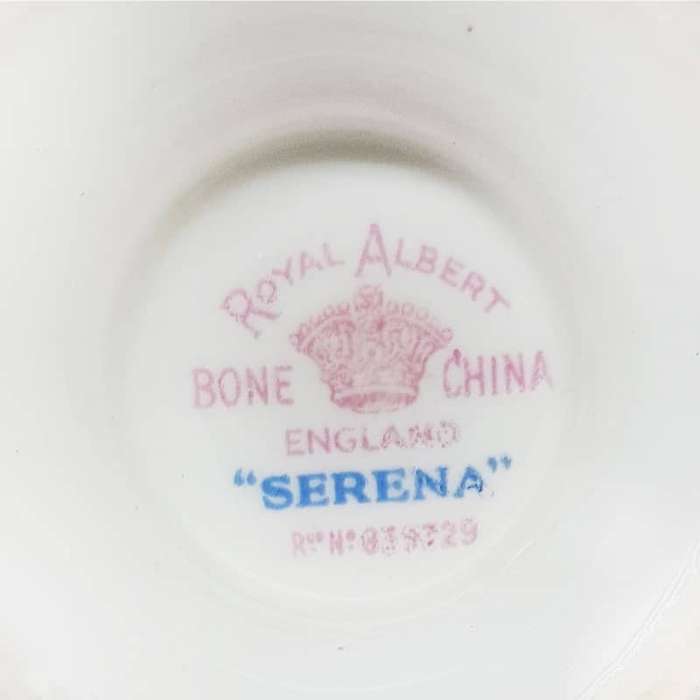 ROYAL ALBERT
BONE CHINA
ENGLAND
"SERENA"
Rᵈ Nº